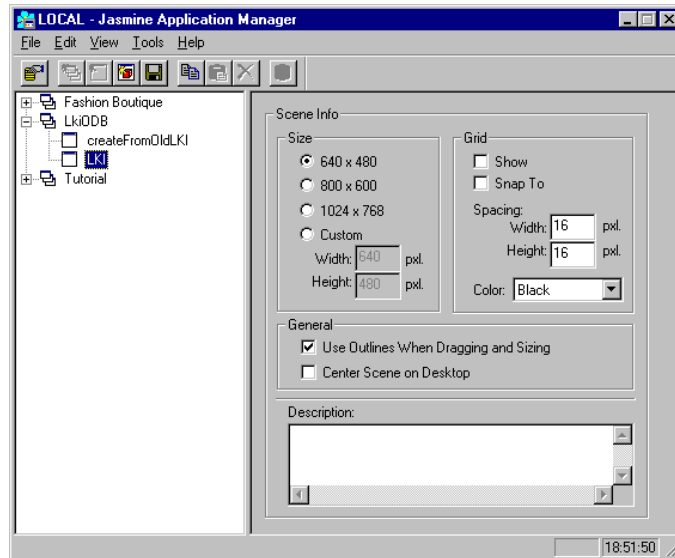 LOCAL - Jasmine Application Manager
File Edit View Tools Help
Fashion Boutique
LkiODB
createFromOldLKI
LKI
Tutorial
Scene Info
Size
640 x 480
800 x 600
1024 x 768
Custom
Width: 640 pxl.
Height: 480 pxl.
Grid
Show
Snap To
Spacing:
Width: 16 pxl.
Height: 16 pxl.
Color: Black
General
Use Outlines When Dragging and Sizing
Center Scene on Desktop
Description:
18:51:50